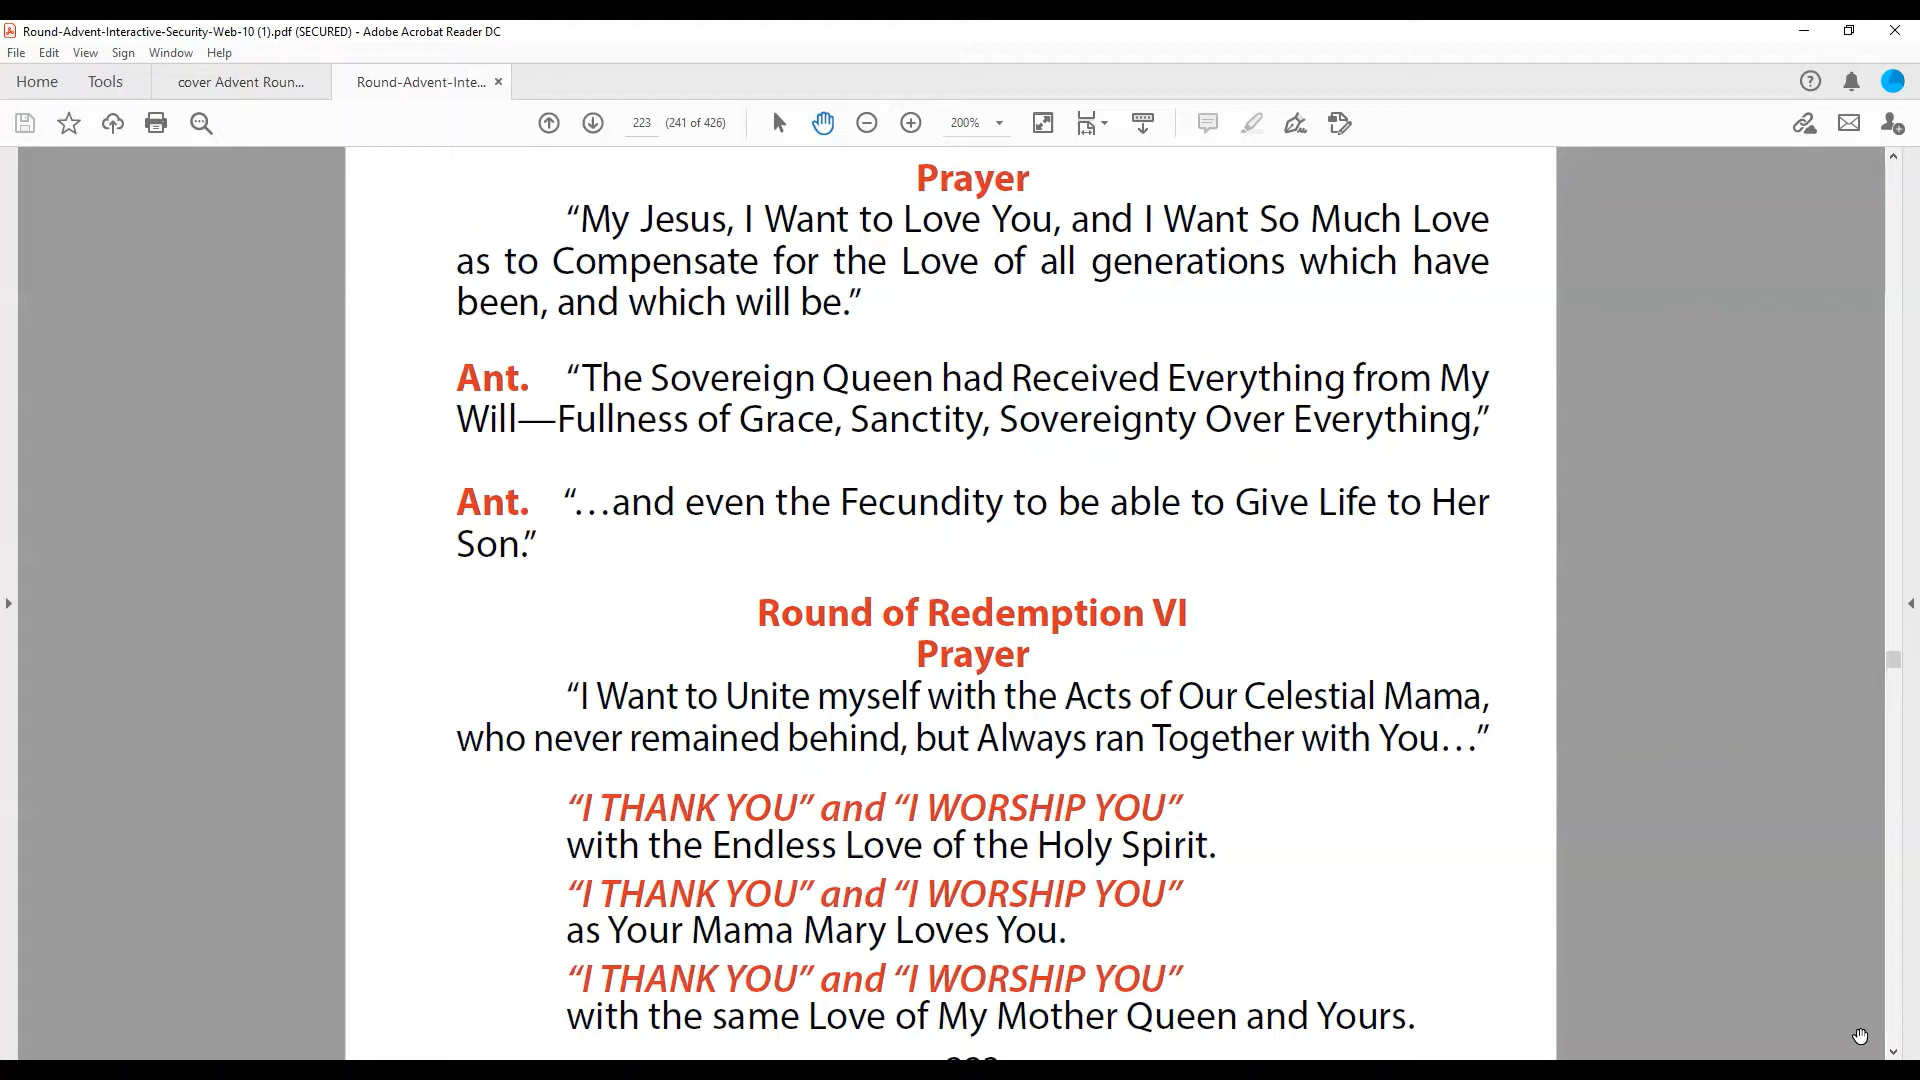 Round-Advent-Interactive-Security-Web-10 (1).pdf (SECURED) - Adobe Acrobat Reader DC
File Edit View Sign Window Help
Home Tools cover Advent Roun... Round-Advent-Inte... ×
223 (241 of 426) 200%
Prayer
“My Jesus, I Want to Love You, and I Want So Much Love
as to Compensate for the Love of all generations which have
been, and which will be.”
Ant. “The Sovereign Queen had Received Everything from My
Will—Fullness of Grace, Sanctity, Sovereignty Over Everything,”
Ant. “…and even the Fecundity to be able to Give Life to Her
Son.”
Round of Redemption VI
Prayer
“I Want to Unite myself with the Acts of Our Celestial Mama,
who never remained behind, but Always ran Together with You…”
“I THANK YOU” and “I WORSHIP YOU”
with the Endless Love of the Holy Spirit.
“I THANK YOU” and “I WORSHIP YOU”
as Your Mama Mary Loves You.
“I THANK YOU” and “I WORSHIP YOU”
with the same Love of My Mother Queen and Yours.